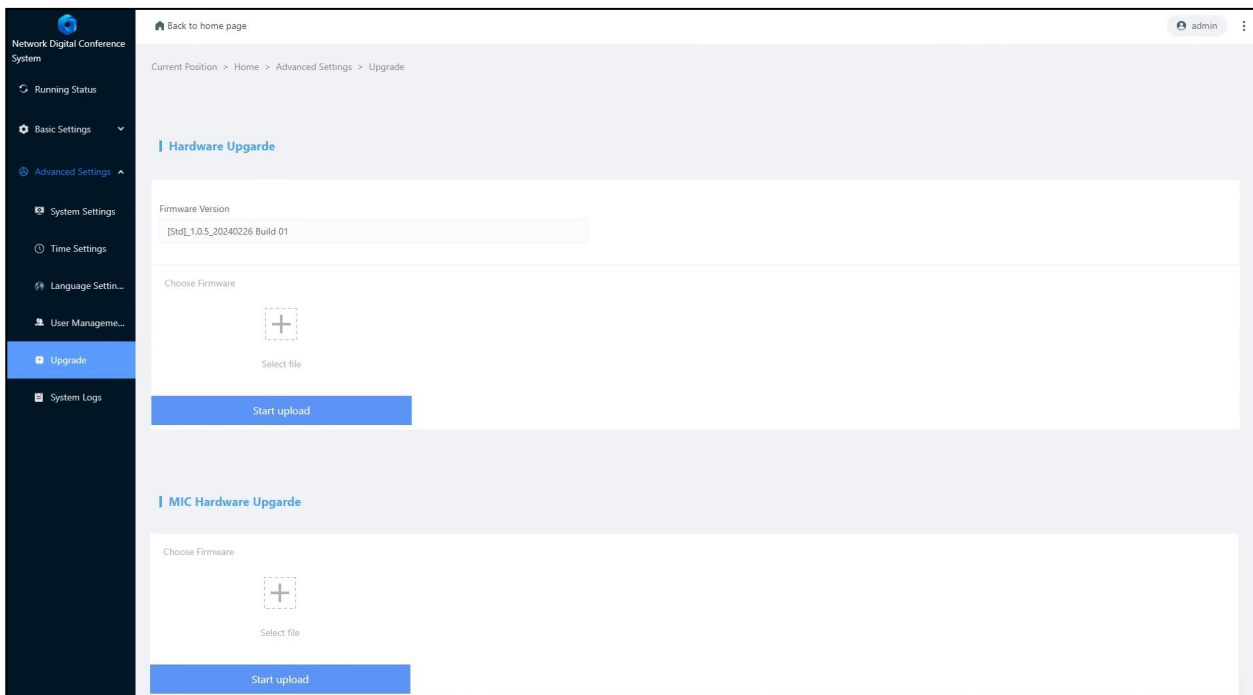 Network Digital Conference
System
Running Status
Basic Settings
Advanced Settings
System Settings
Time Settings
Language Settin...
User Manageme...
Upgrade
System Logs
Back to home page
admin
Current Position > Home > Advanced Settings > Upgrade
Hardware Upgarde
Firmware Version
[Std]_1.0.5_20240226 Build 01
Choose Firmware
Select file
Start upload
MIC Hardware Upgarde
Choose Firmware
Select file
Start upload